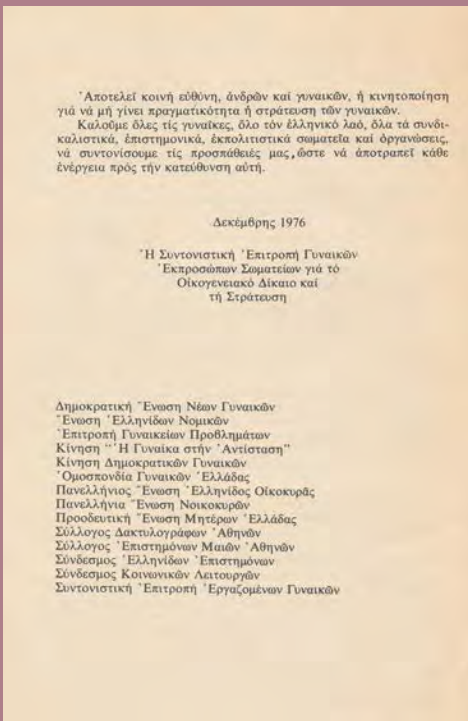 Ἀποτελεῖ κοινή εὐθύνη, ἀνδρῶν καί γυναικῶν, ἡ κινητοποίηση
γιά νά μή γίνει πραγματικότητα ἡ στράτευση τῶν γυναικῶν.
Καλοῦμε ὅλες τίς γυναῖκες, ὅλο τόν ἑλληνικό λαό, ὅλα τά συνδι-
καλιστικά, ἐπιστημονικά, ἐκπολιτιστικά σωματεῖα καί ὀργανώσεις,
νά συντονίσουμε τίς προσπάθειές μας, ὥστε νά ἀποτραπεῖ κάθε
ἐνέργεια πρός τήν κατεύθυνση αὐτή.
Δεκέμβρης 1976
Ἡ Συντονιστική Ἐπιτροπή Γυναικῶν
Ἐκπροσώπων Σωματείων γιά τό
Οἰκογενειακό Δίκαιο καί
τή Στράτευση
Δημοκρατική Ἕνωση Νέων Γυναικῶν
Ἕνωση Ἑλληνίδων Νομικῶν
Ἐπιτροπή Γυναικείων Προβλημάτων
Κίνηση "Ἡ Γυναίκα στήν Ἀντίσταση"
Κίνηση Δημοκρατικῶν Γυναικῶν
Ὁμοσπονδία Γυναικῶν Ἑλλάδας
Πανελλήνιος Ἕνωση Ἑλληνίδος Οἰκοκυρᾶς
Πανελλήνια Ἕνωση Νοικοκυρῶν
Προοδευτική Ἕνωση Μητέρων Ἑλλάδας
Σύλλογος Δακτυλογράφων Ἀθηνῶν
Σύλλογος Ἐπιστημόνων Μαιῶν Ἀθηνῶν
Σύνδεσμος Ἑλληνίδων Ἐπιστημόνων
Σύνδεσμος Κοινωνικῶν Λειτουργῶν
Συντονιστική Ἐπιτροπή Ἐργαζομένων Γυναικῶν